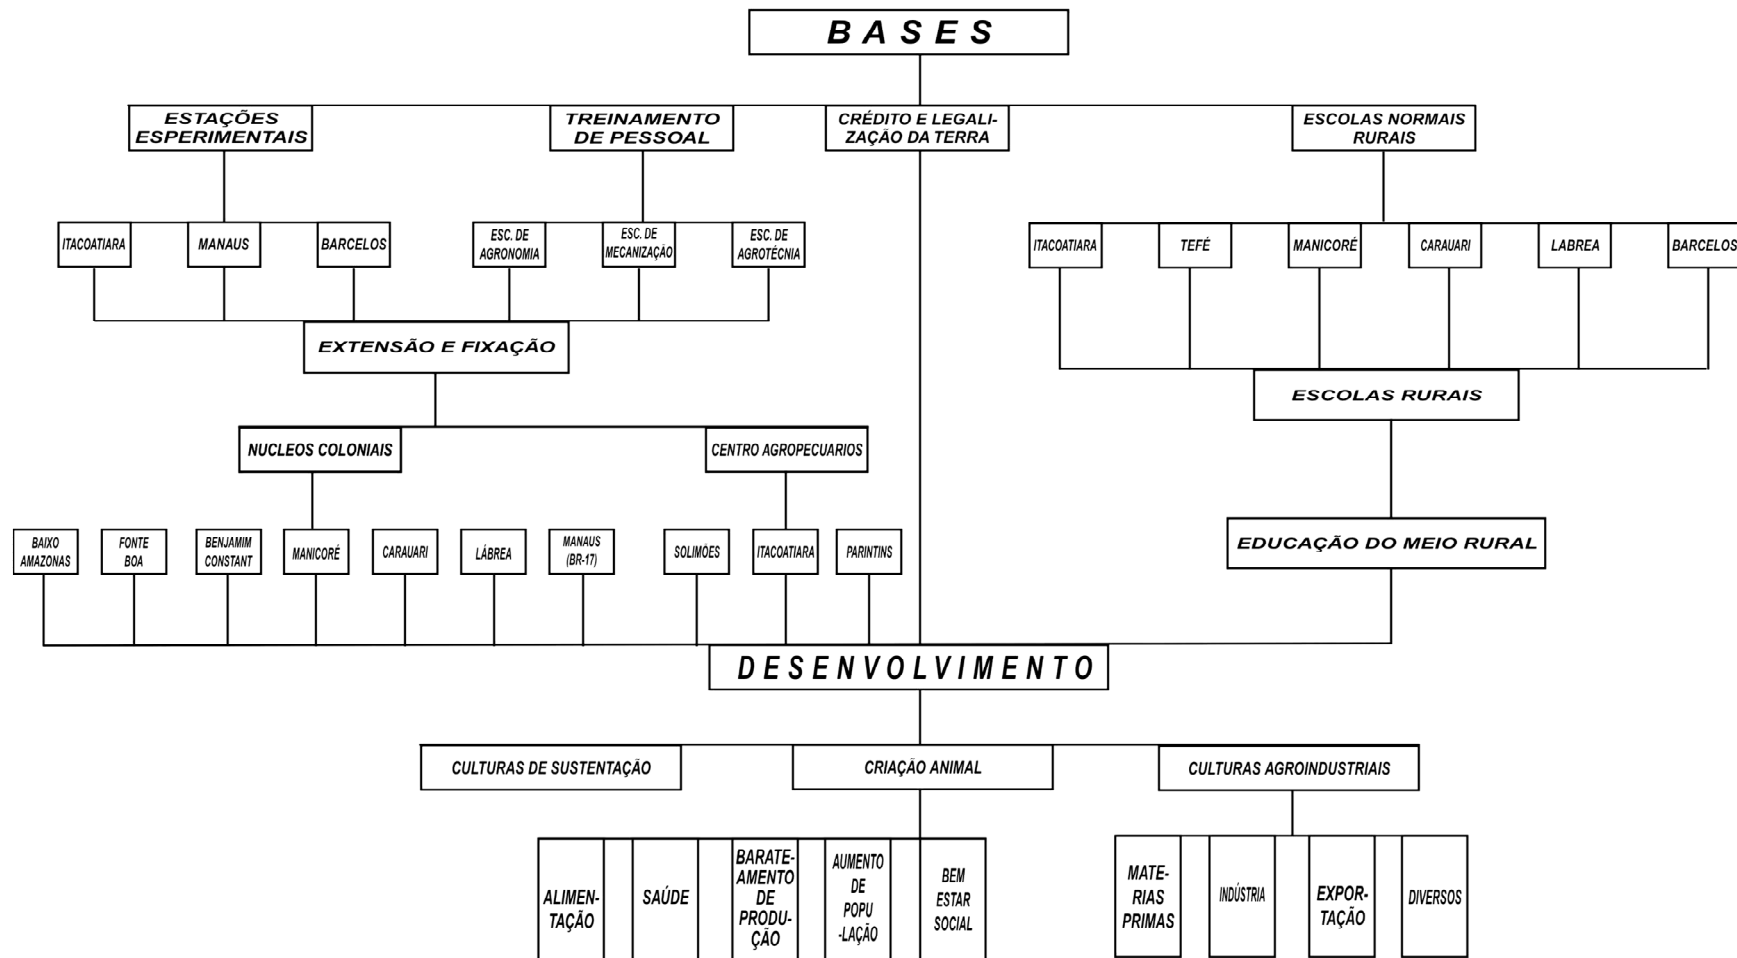 BASES
ESTAÇÕES
ESPERIMENTAIS
TREINAMENTO
DE PESSOAL
CRÉDITO E LEGALI-
ZAÇÃO DA TERRA
ESCOLAS NORMAIS
RURAIS
ITACOATIARA
MANAUS
BARCELOS
ESC. DE
AGRONOMIA
ESC. DE
MECANIZAÇÃO
ESC. DE
AGROTÉCNIA
ITACOATIARA
TEFÉ
MANICORÉ
CARAUARI
LABREA
BARCELOS
EXTENSÃO E FIXAÇÃO
ESCOLAS RURAIS
NUCLEOS COLONIAIS
CENTRO AGROPECUARIOS
BAIXO
AMAZONAS
FONTE
BOA
BENJAMIM
CONSTANT
MANICORÉ
CARAUARI
LÁBREA
MANAUS
(BR-17)
SOLIMÕES
ITACOATIARA
PARINTINS
EDUCAÇÃO DO MEIO RURAL
DESENVOLVIMENTO
CULTURAS DE SUSTENTAÇÃO
CRIAÇÃO ANIMAL
CULTURAS AGROINDUSTRIAIS
ALIMEN-
TAÇÃO
SAÚDE
BARATE-
AMENTO
DE
PRODU-
ÇÃO
AUMENTO
DE
POPU
-LAÇÃO
BEM
ESTAR
SOCIAL
MATE-
RIAS
PRIMAS
INDÚSTRIA
EXPOR-
TAÇÃO
DIVERSOS